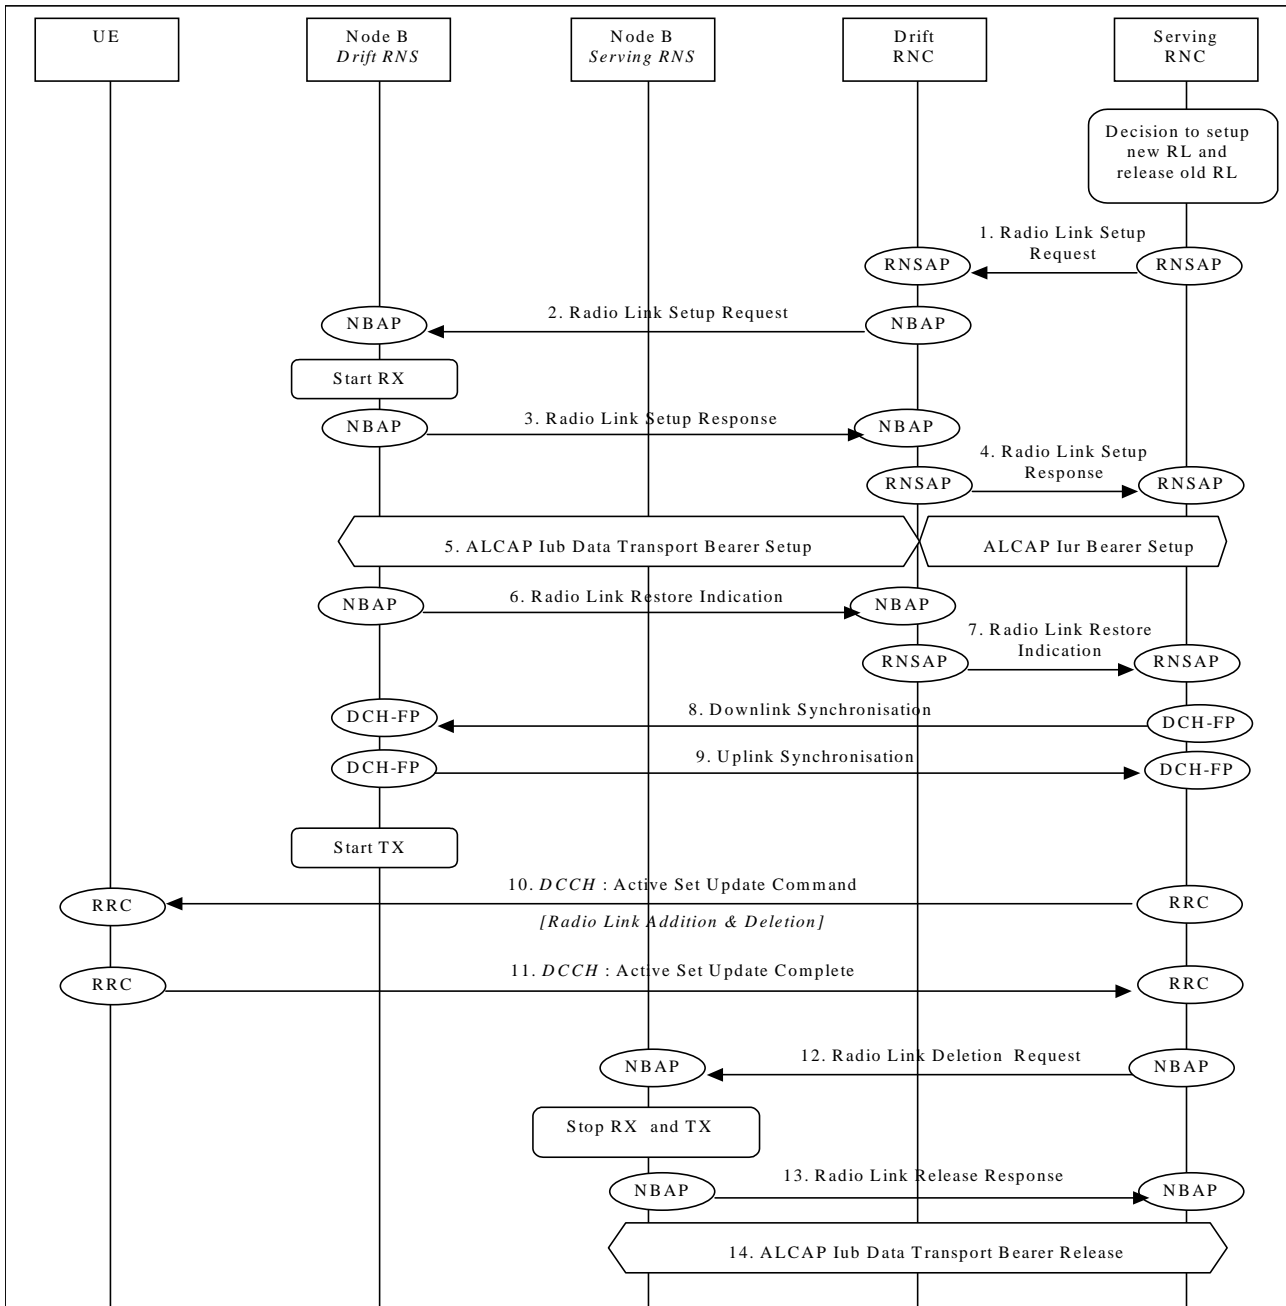 UE
Node B
Drift RNS
Node B
Serving RNS
Drift
RNC
Serving
RNC
Decision to setup
new RL and
release old RL
1. Radio Link Setup
Request
RNSAP
RNSAP
2. Radio Link Setup Request
NBAP
NBAP
Start RX
3. Radio Link Setup Response
NBAP
NBAP
4. Radio Link Setup
Response
RNSAP
RNSAP
5. ALCAP Iub Data Transport Bearer Setup
ALCAP Iur Bearer Setup
6. Radio Link Restore Indication
NBAP
NBAP
7. Radio Link Restore
Indication
RNSAP
RNSAP
8. Downlink Synchronisation
DCH-FP
DCH-FP
9. Uplink Synchronisation
DCH-FP
DCH-FP
Start TX
10. DCCH : Active Set Update Command
RRC
RRC
[Radio Link Addition & Deletion]
11. DCCH : Active Set Update Complete
RRC
RRC
12. Radio Link Deletion Request
NBAP
NBAP
Stop RX and TX
13. Radio Link Release Response
NBAP
NBAP
14. ALCAP Iub Data Transport Bearer Release